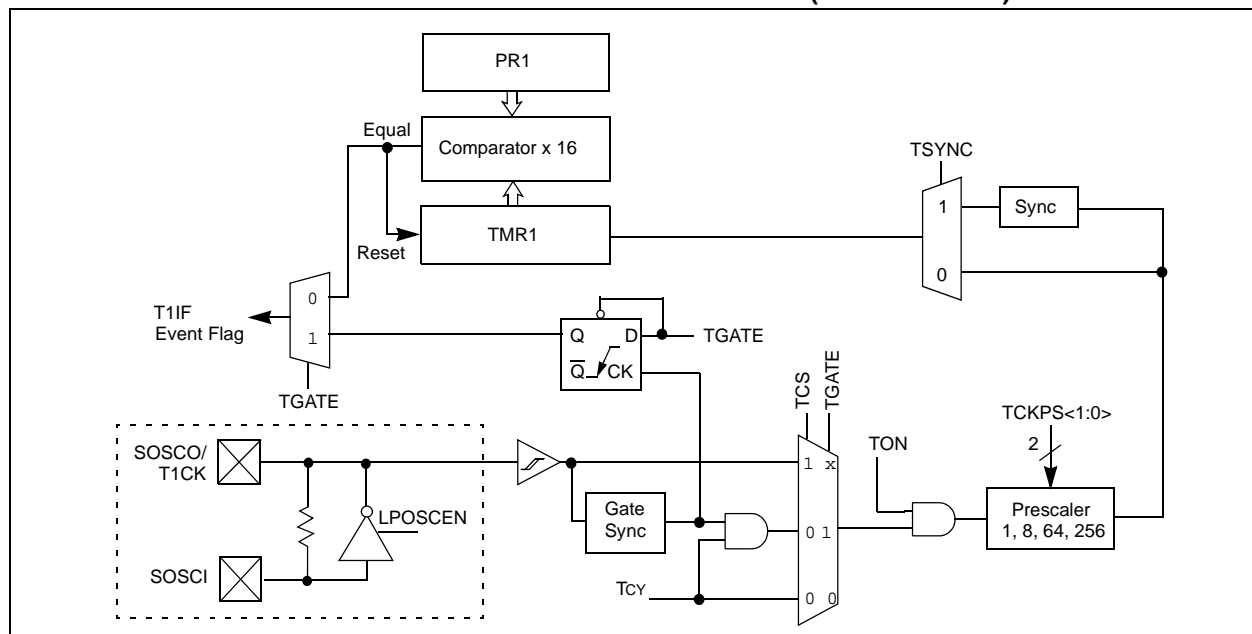 PR1
Equal
Comparator x 16
TSYNC
1
Sync
Reset
TMR1
0
T1IF
Event Flag
0
1
Q
D
TGATE
Q
CK
TGATE
TCS
TGATE
TCKPS<1:0>
SOSCO/
T1CK
1 x
TON
2
LPOSCEN
Gate
Sync
0 1
Prescaler
1, 8, 64, 256
SOSCI
TCY
0 0